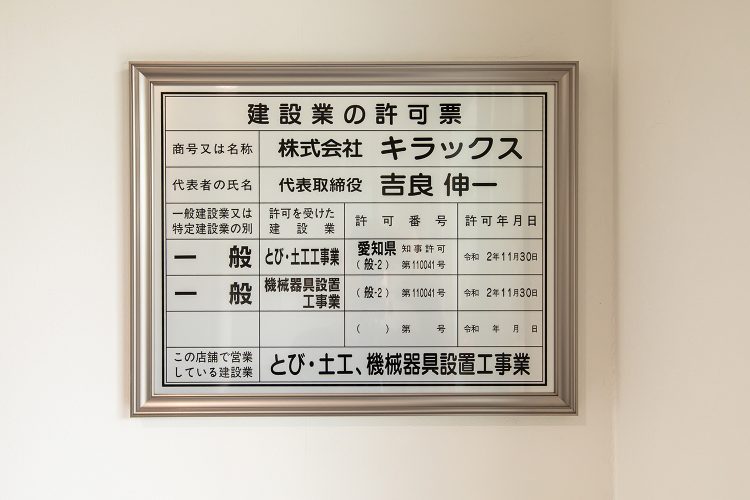 建設業の許可票
商号又は名称 株式会社 キラックス
代表者の氏名 代表取締役 吉良 伸一
一般建設業又は 許可を受けた 許可番号 許可年月日
特定建設業の別 建設業
一般 とび・土工工事業 愛知県 知事許可 令和 2年11月30日
(般-2) 第110041号
一般 機械器具設置 (般-2) 第110041号 令和 2年11月30日
工事業
( ) 第 号 令和 年 月 日
この店舗で営業 とび・土工、機械器具設置工事業
している建設業